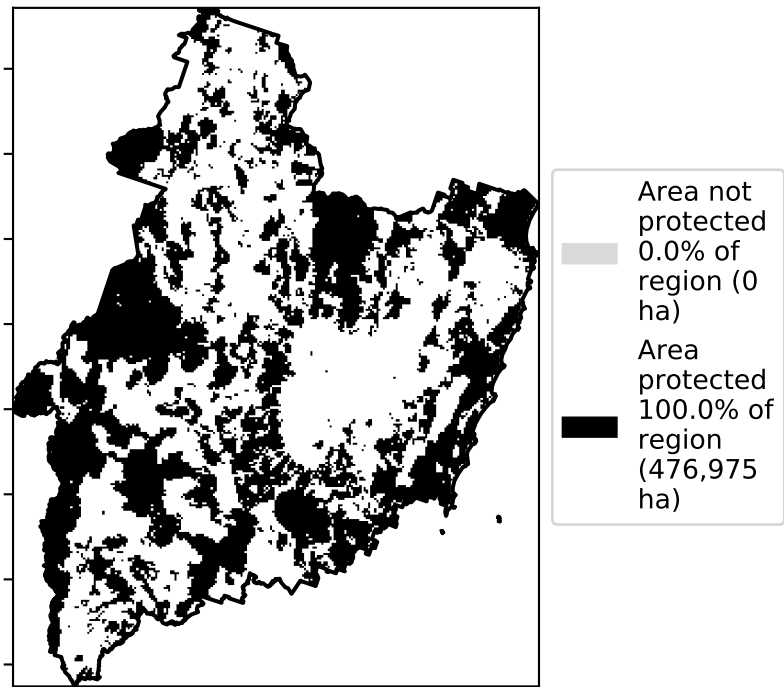 Area not
protected
0.0% of
region (0
ha)
Area
protected
100.0% of
region
(476,975
ha)